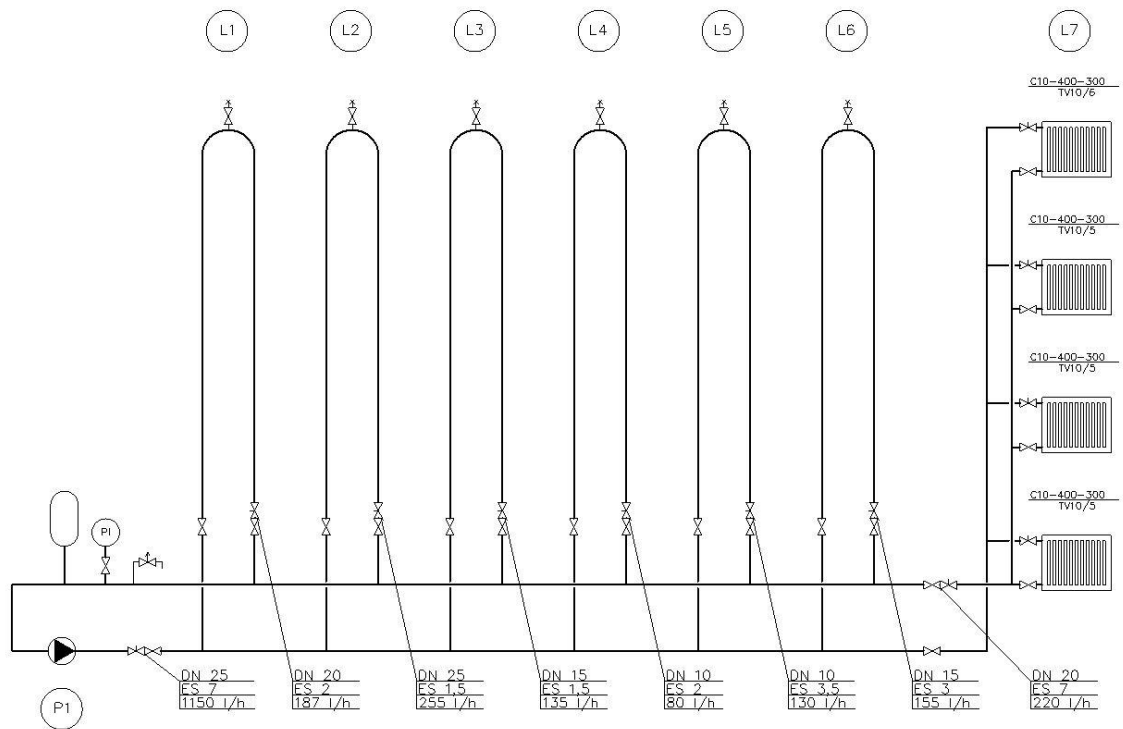 L1
L2
L3
L4
L5
L6
L7
C10-400-300
TV10/6
C10-400-300
TV10/5
C10-400-300
TV10/5
C10-400-300
TV10/5
PI
P1
DN 25
ES 7
1150 l/h
DN 20
ES 2
187 l/h
DN 25
ES 1,5
255 l/h
DN 15
ES 1,5
135 l/h
DN 10
ES 2
80 l/h
DN 10
ES 3,5
130 l/h
DN 15
ES 3
155 l/h
DN 20
ES 7
220 l/h